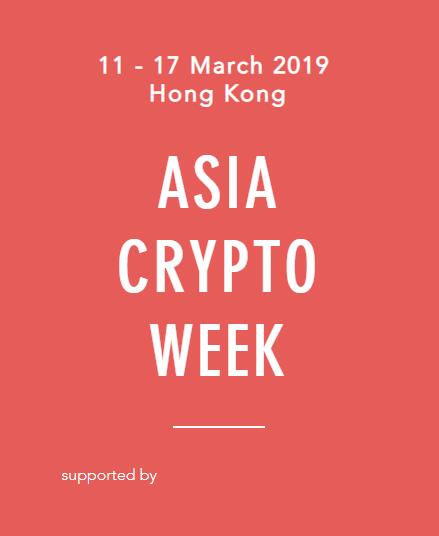 11 - 17 March 2019
Hong Kong
ASIA
CRYPTO
WEEK
supported by